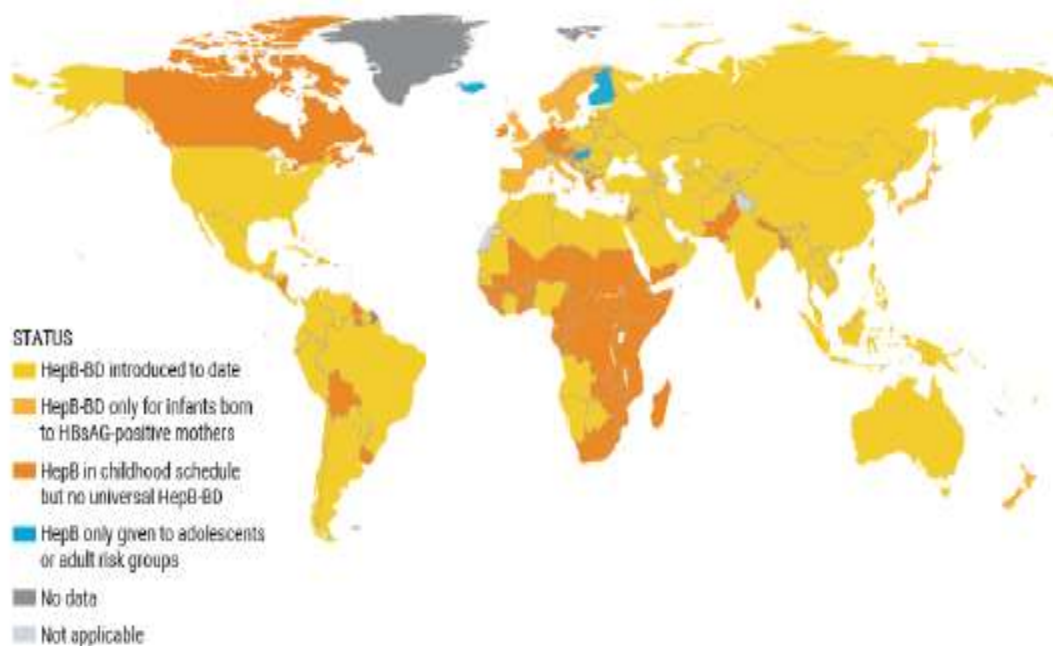 STATUS
HepB-BD introduced to date
HepB-BD only for infants born
to HBsAG-positive mothers
HepB in childhood schedule
but no universal HepB-BD
HepB only given to adolescents
or adult risk groups
No data
Not applicable